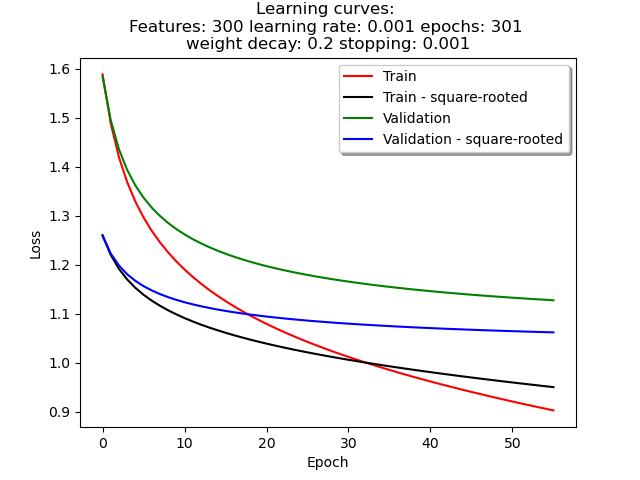 Learning curves:
Features: 300 learning rate: 0.001 epochs: 301
weight decay: 0.2 stopping: 0.001
Train
Train - square-rooted
Validation
Validation - square-rooted
1.6
1.5
1.4
1.3
1.2
1.1
1.0
0.9
Loss
0 10 20 30 40 50
Epoch